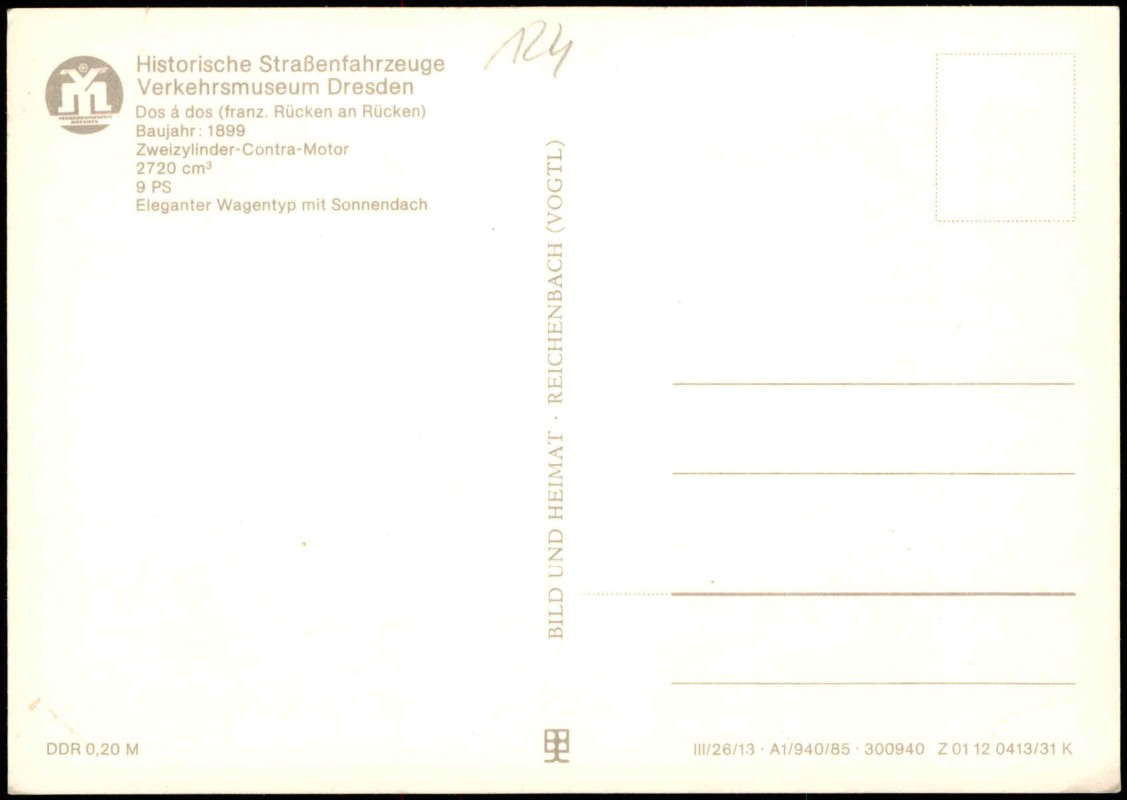 124
Historische Straßenfahrzeuge
Verkehrsmuseum Dresden
Dos á dos (franz. Rücken an Rücken)
Baujahr: 1899
Zweizylinder-Contra-Motor
2720 cm³
9 PS
Eleganter Wagentyp mit Sonnendach
VERKEHRSMUSEUM
DRESDEN
BILD UND HEIMAT · REICHENBACH (VOGTL)
DDR 0,20 M
III/26/13 · A1/940/85 · 300940 Z 01 12 0413/31 K